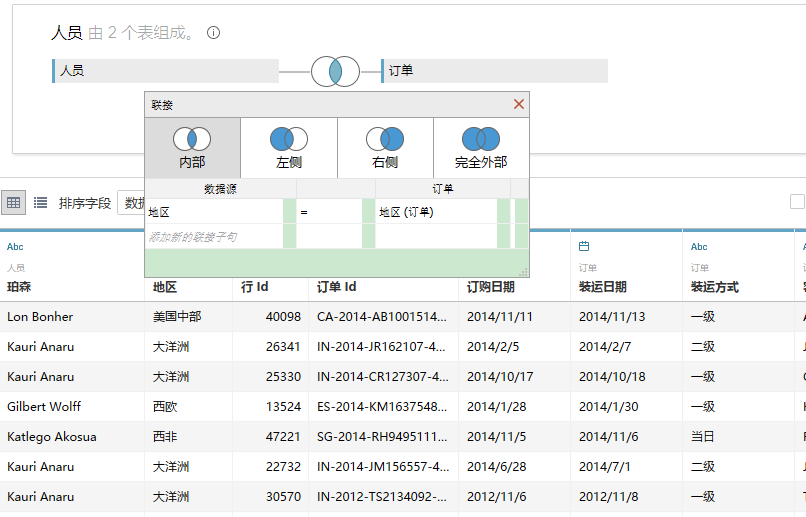 人员 由 2 个表组成。
人员 订单
联接
内部 左侧 右侧 完全外部
数据源 订单
地区 = 地区 (订单)
添加新的联接子句
排序字段 数据
Abc Abc
人员 订单 订单
珀森 地区 行 Id 订单 Id 订购日期 装运日期 装运方式
Lon Bonher 美国中部 40098 CA-2014-AB1001514... 2014/11/11 2014/11/13 一级
Kauri Anaru 大洋洲 26341 IN-2014-JR162107-4... 2014/2/5 2014/2/7 二级
Kauri Anaru 大洋洲 25330 IN-2014-CR127307-4... 2014/10/17 2014/10/18 一级
Gilbert Wolff 西欧 13524 ES-2014-KM1637548... 2014/1/28 2014/1/30 一级
Katlego Akosua 西非 47221 SG-2014-RH9495111... 2014/11/5 2014/11/6 当日
Kauri Anaru 大洋洲 22732 IN-2014-JM156557-4... 2014/6/28 2014/7/1 二级
Kauri Anaru 大洋洲 30570 IN-2012-TS2134092-... 2012/11/6 2012/11/8 一级